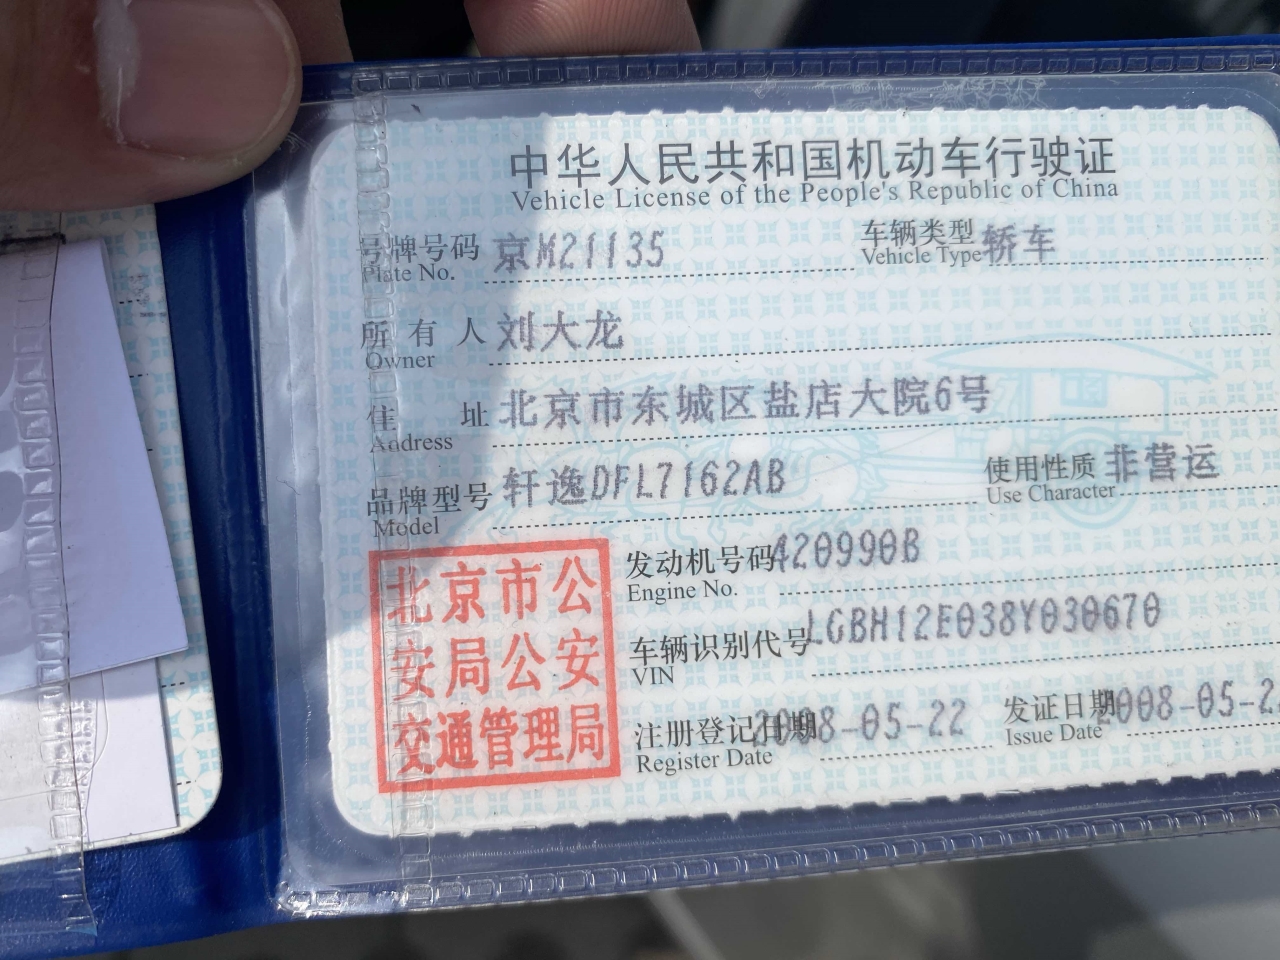 中华人民共和国机动车行驶证
Vehicle License of the People's Republic of China
号牌号码 京M21135 车辆类型 轿车
Plate No. Vehicle Type
所有人 刘大龙
Owner
住址 北京市东城区盐店大院6号
Address
品牌型号 轩逸DFL7162AB 使用性质 非营运
Model Use Character
北京市公
安局公安
交通管理局
发动机号码 420990B
Engine No.
车辆识别代号 LGBH12E038Y030670
VIN
注册登记日期 2008-05-22 发证日期 2008-05-2
Register Date Issue Date